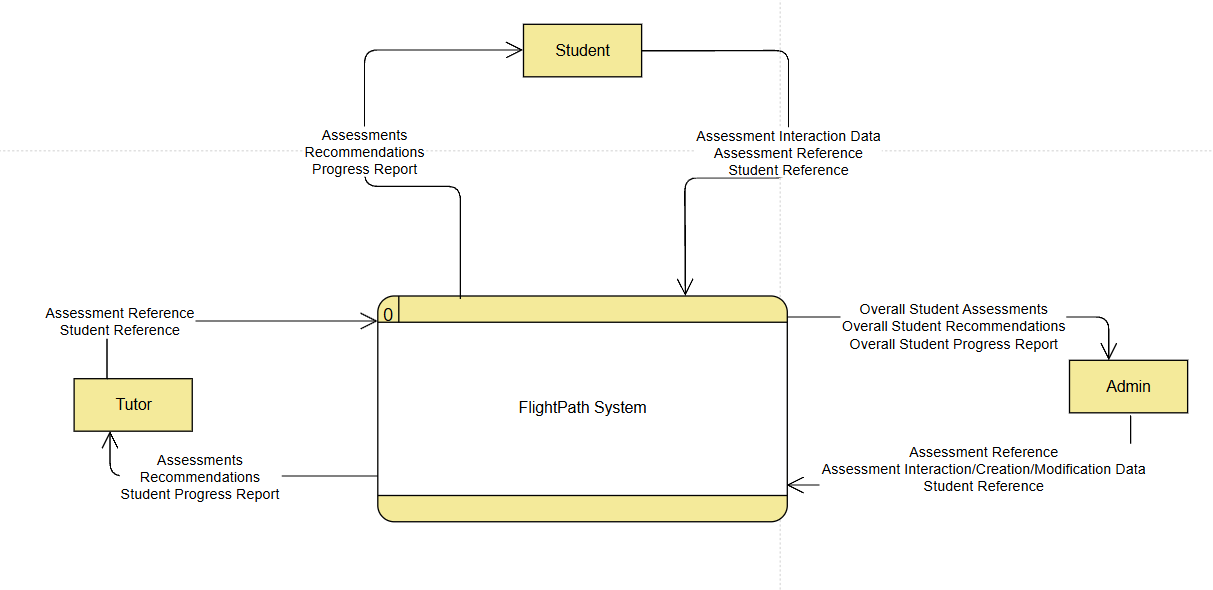 Student
Assessments
Recommendations
Progress Report
Assessment Interaction Data
Assessment Reference
Student Reference
Assessment Reference
Student Reference
0
Overall Student Assessments
Overall Student Recommendations
Overall Student Progress Report
Tutor
FlightPath System
Admin
Assessments
Recommendations
Student Progress Report
Assessment Reference
Assessment Interaction/Creation/Modification Data
Student Reference